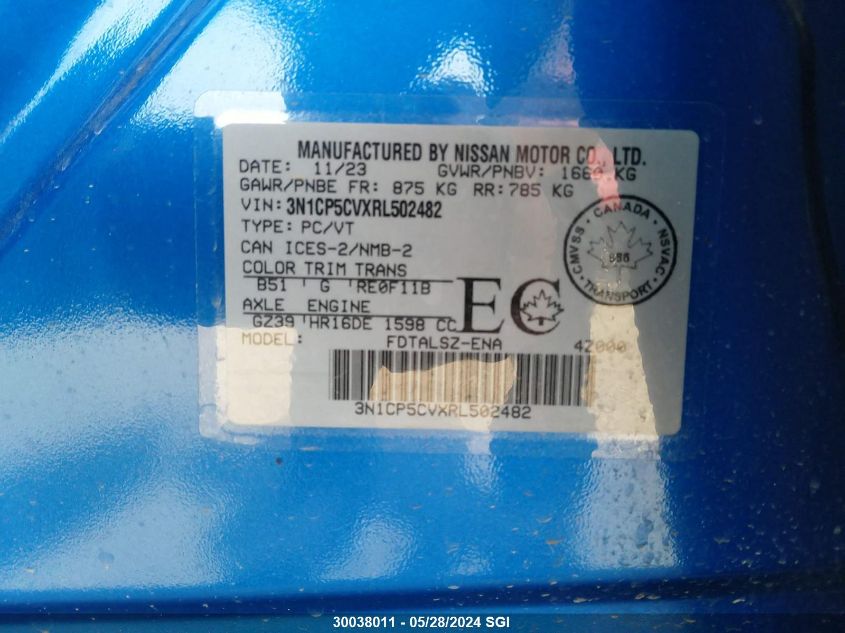 MANUFACTURED BY NISSAN MOTOR CO., LTD.
DATE: 11/23 GVWR/PNBV: 1660 KG
GAWR/PNBE FR: 875 KG RR: 785 KG
VIN: 3N1CP5CVXRL502482
TYPE: PC/VT
CAN ICES-2/NMB-2
COLOR TRIM TRANS
B51 G RE0F11B
AXLE ENGINE
GZ39 HR16DE 1598 CC
EC
MODEL: FDTALSZ-ENA 4Z000
3N1CP5CVXRL502482
CANADA
CMVSS NSVAC
TRANSPORT
30038011 - 05/28/2024 SGI